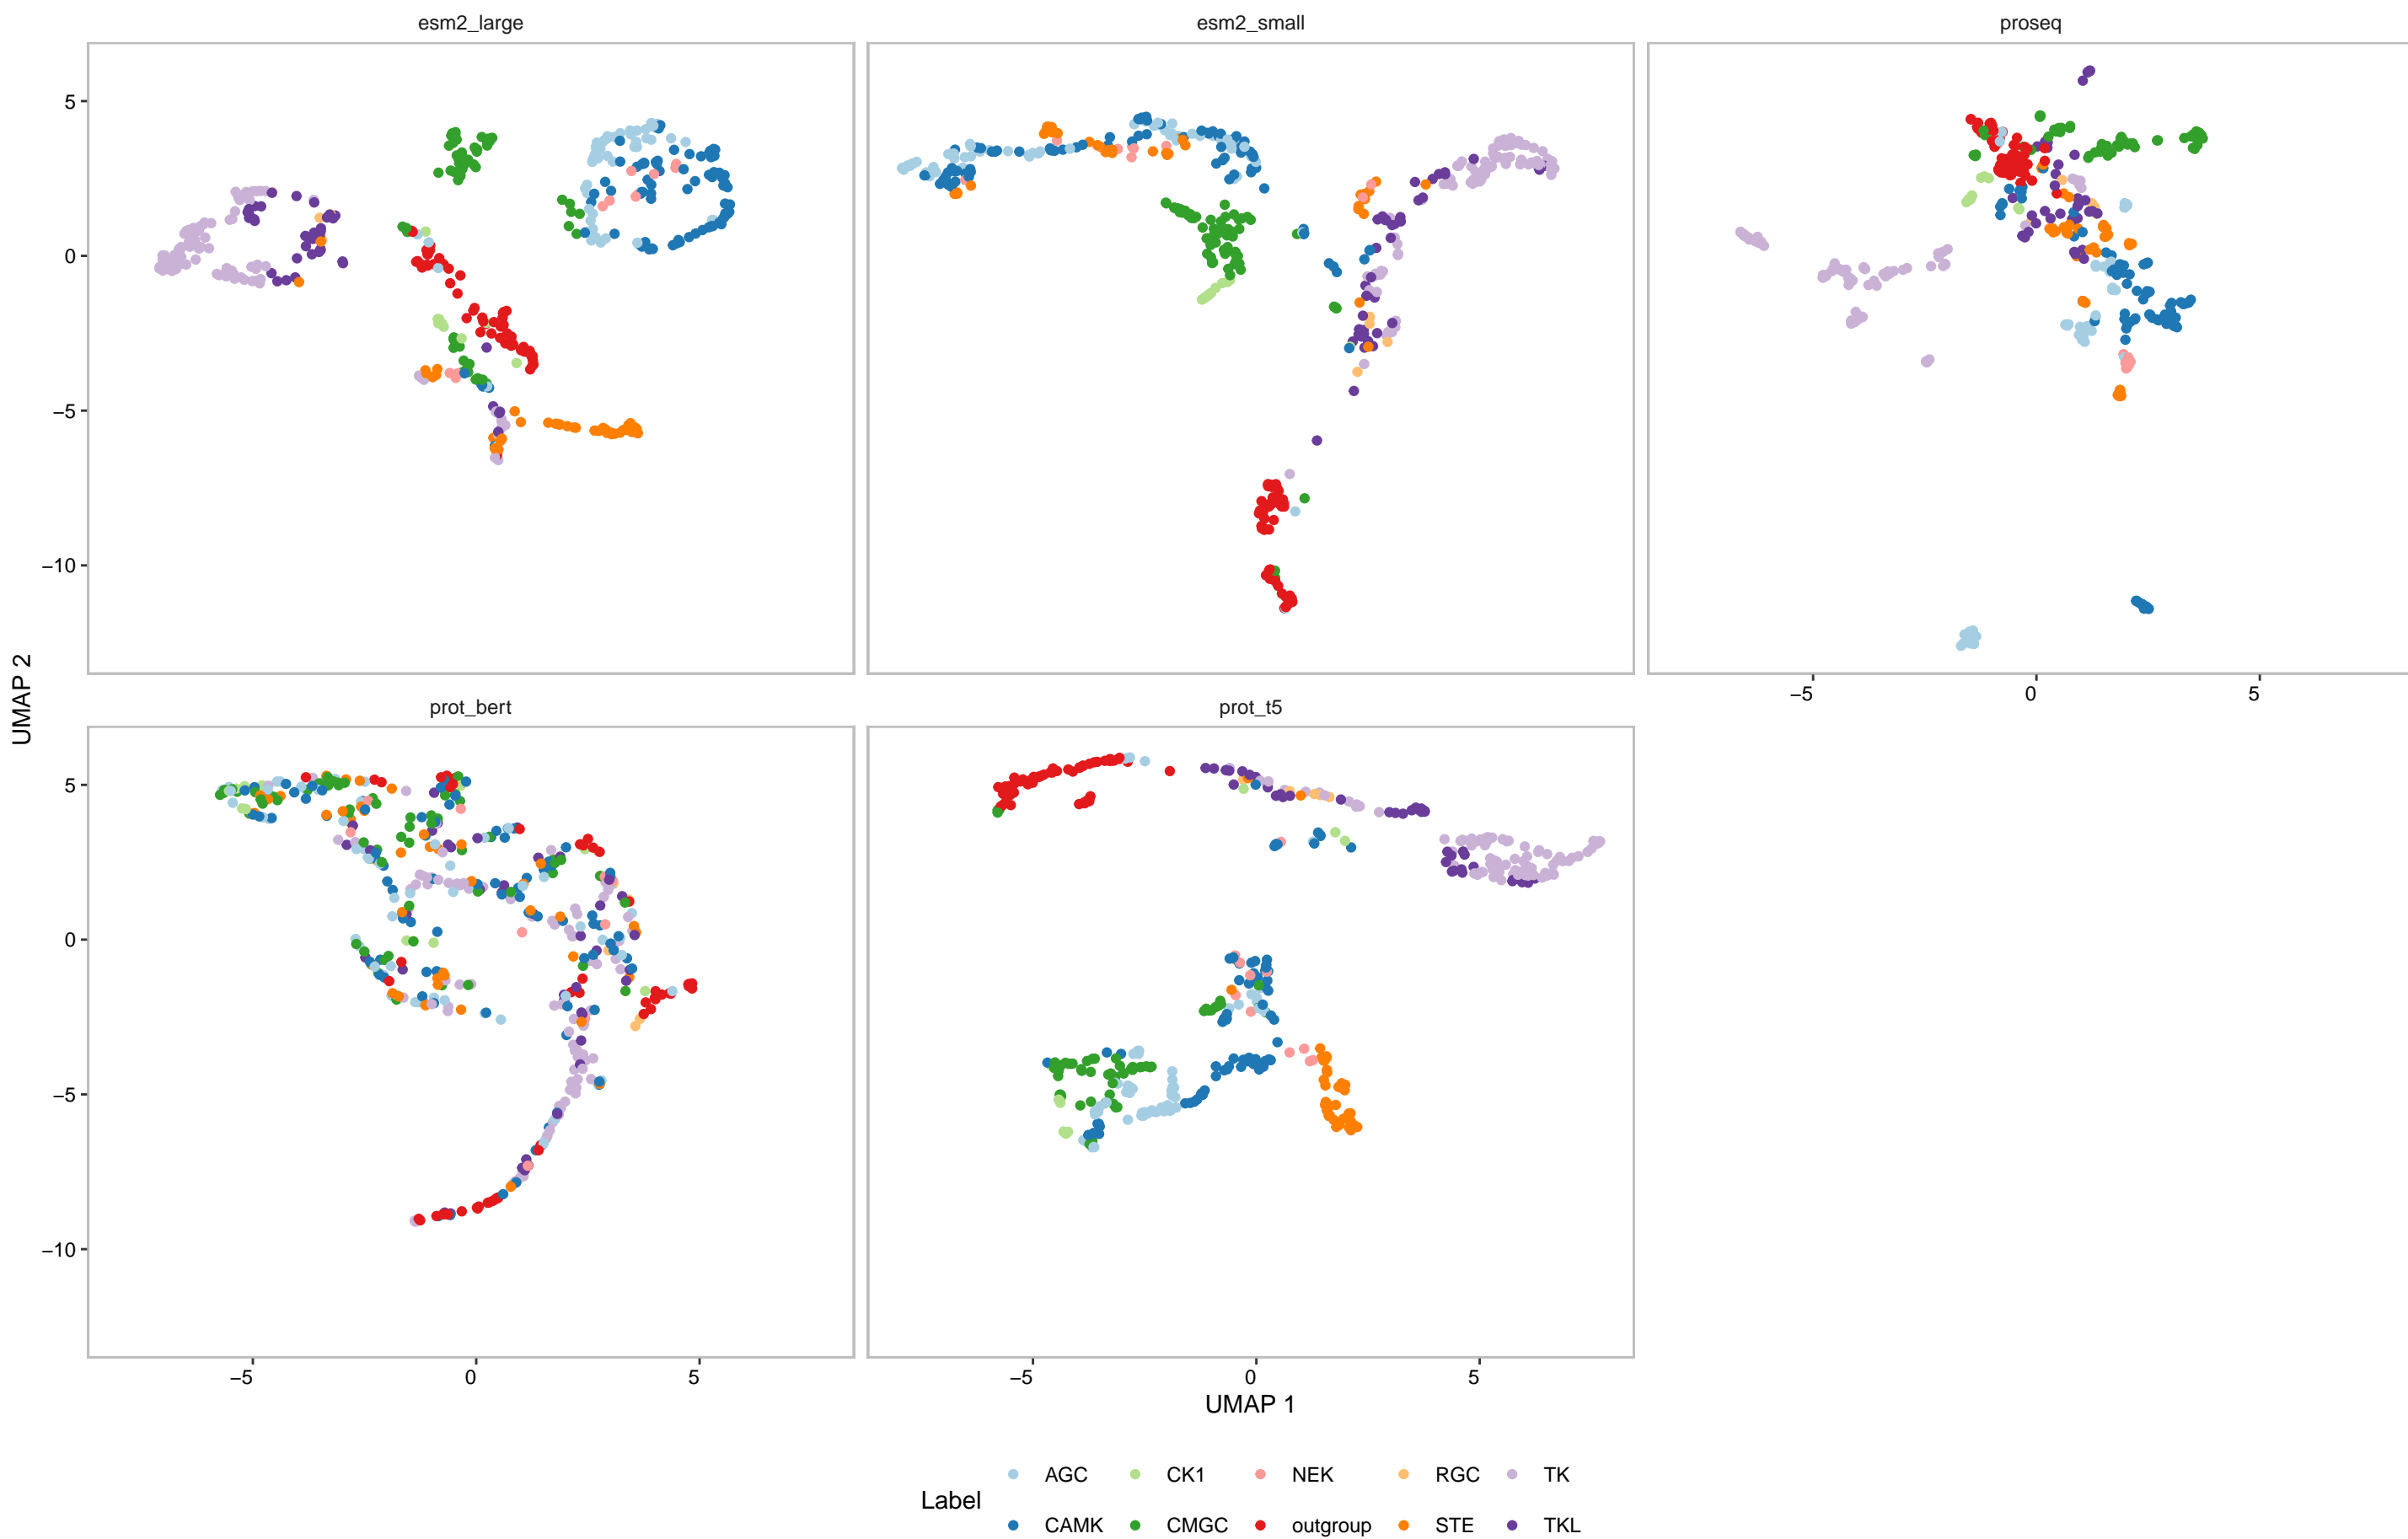 esm2_large
esm2_small
proseq
5
0
−5
−10
−5
0
5
UMAP 2
prot_bert
prot_t5
5
0
−5
−10
−5
0
5
−5
0
5
UMAP 1
Label
AGC
CK1
NEK
RGC
TK
CAMK
CMGC
outgroup
STE
TKL